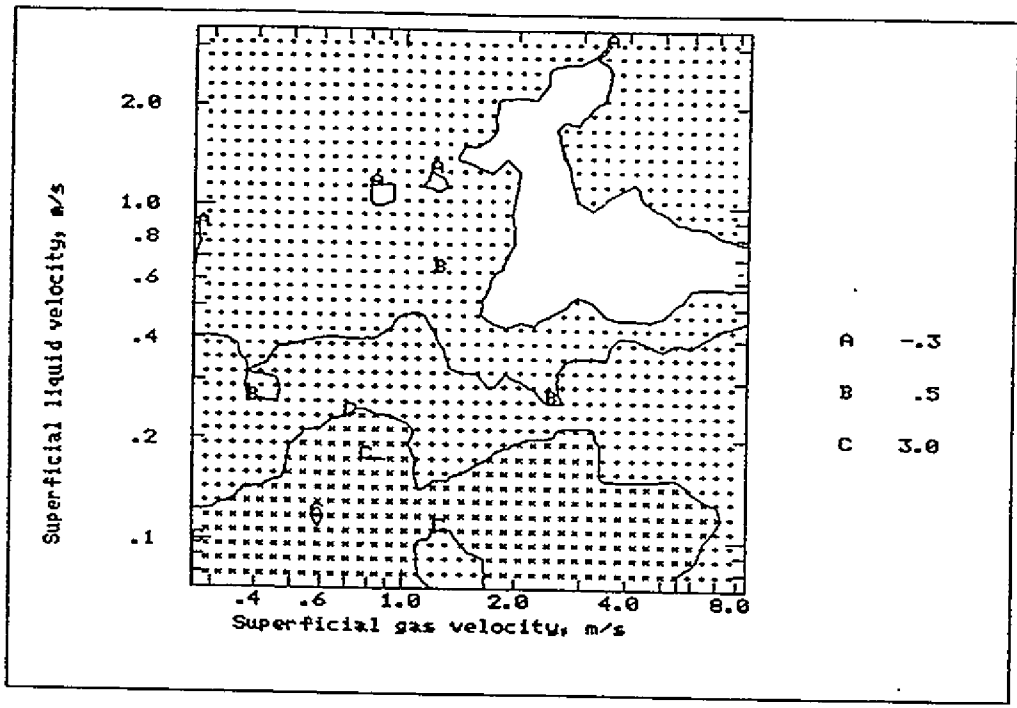 A
2.0
A
A
1.0
A
.8
B
.6
.4
B
B
D
.2
C
.1
A -.3
B .5
C 3.0
Superficial liquid velocity, m/s
.4 .6 1.0 2.0 4.0 8.0
Superficial gas velocity, m/s